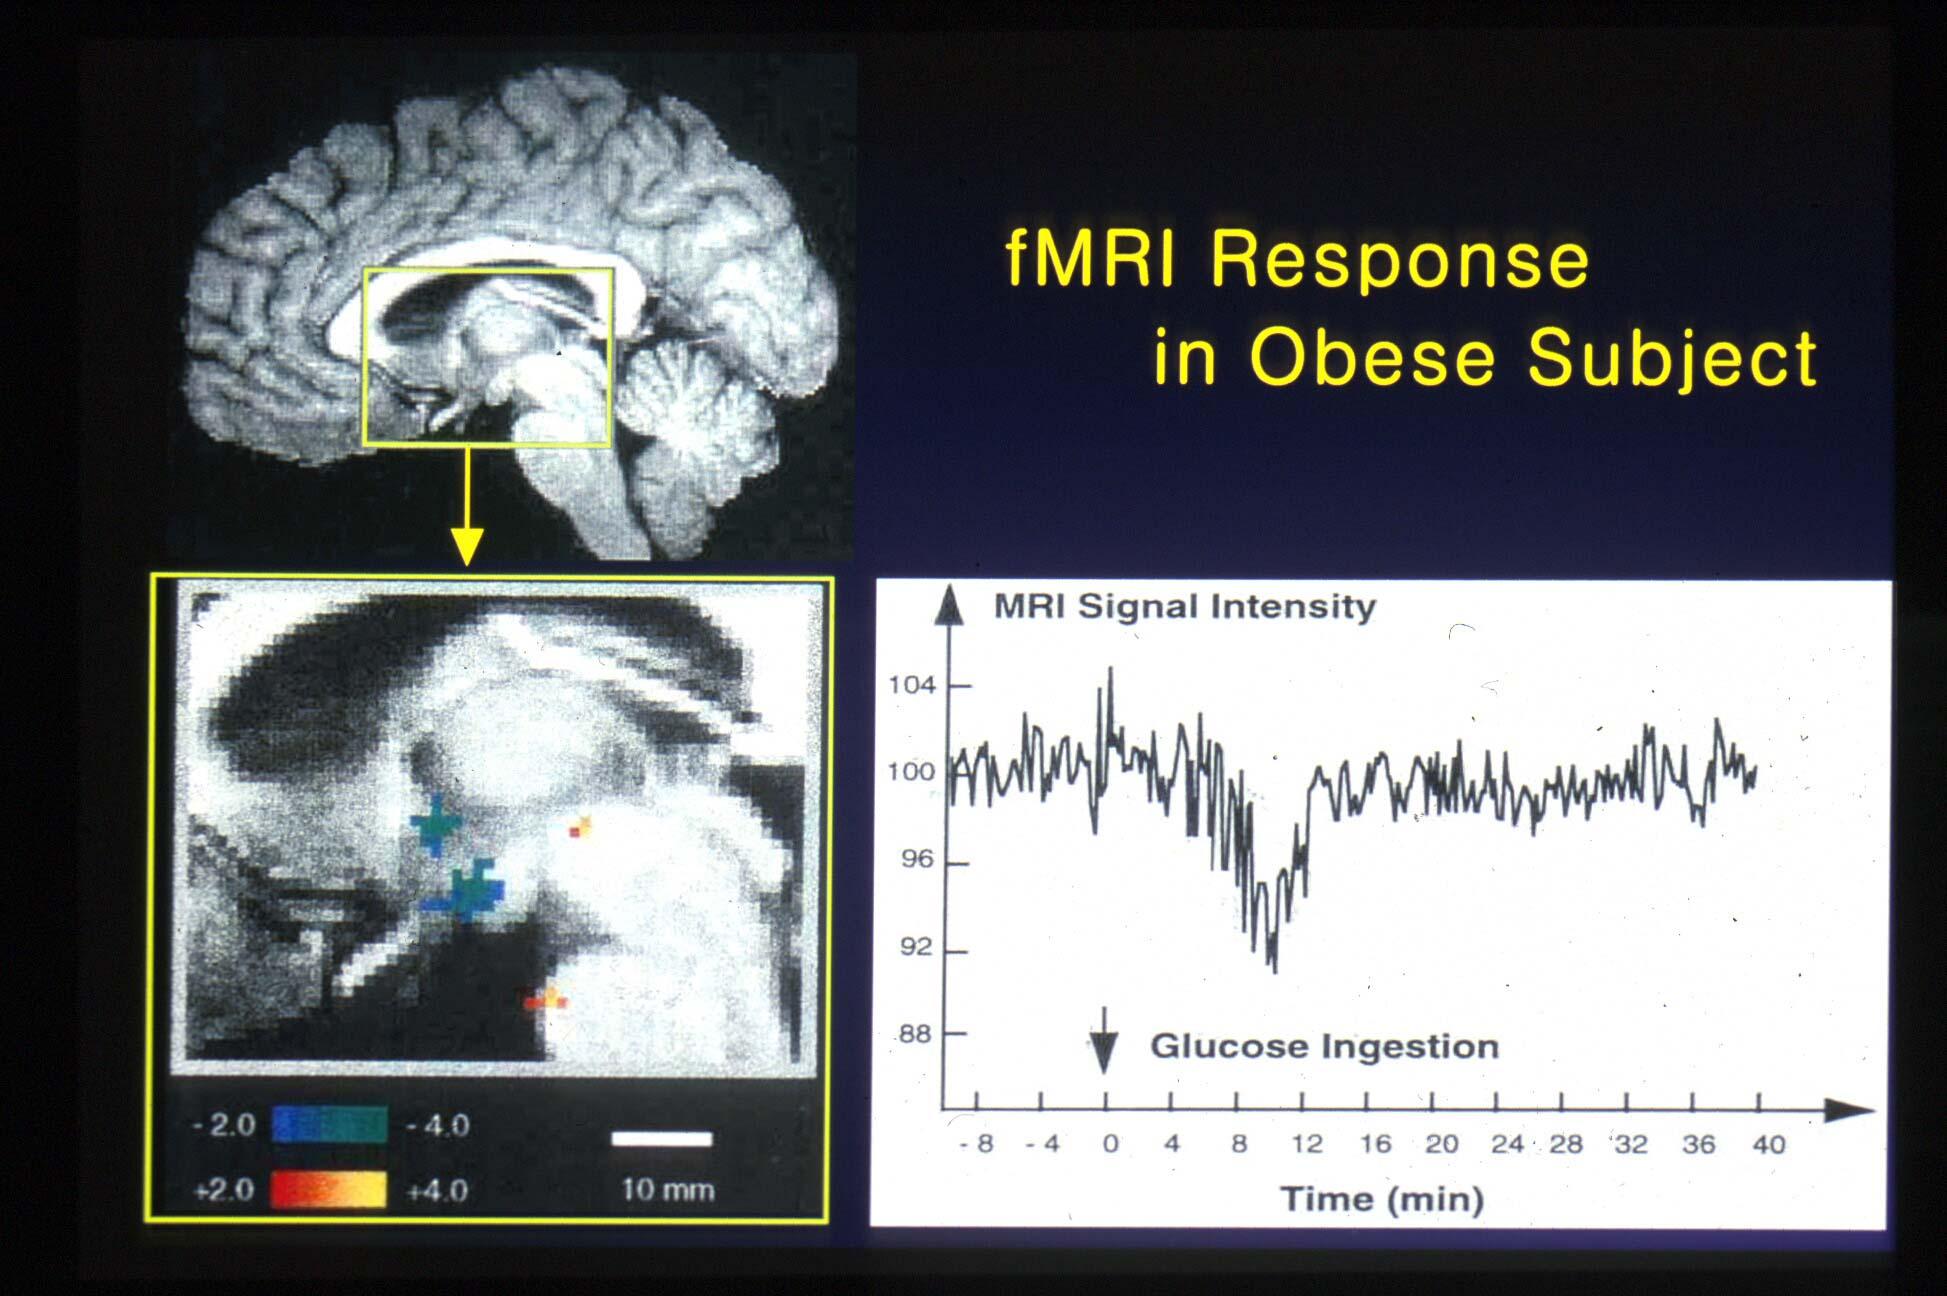 fMRI Response
in Obese Subject
- 2.0 - 4.0
+2.0 +4.0
10 mm
MRI Signal Intensity
104
100
96
92
88
Glucose Ingestion
- 8 - 4 0 4 8 12 16 20 24 28 32 36 40
Time (min)